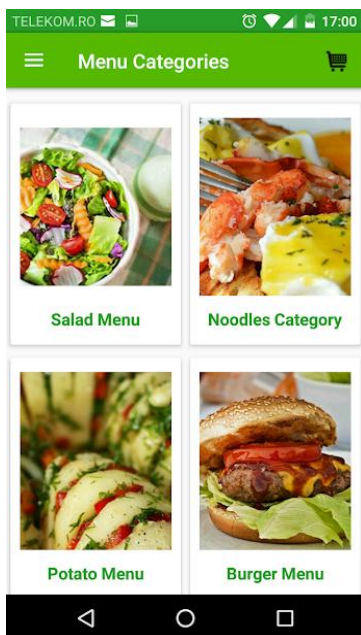 TELEKOM.RO 17:00
Menu Categories
Salad Menu
Noodles Category
Potato Menu
Burger Menu